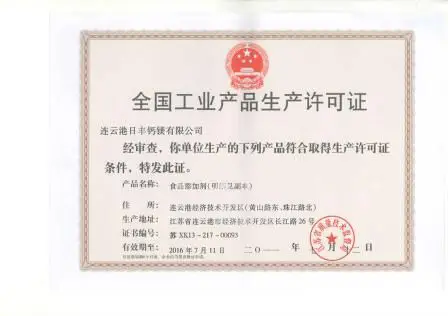 全国工业产品生产许可证
连云港日丰钙镁有限公司
经审查，你单位生产的下列产品符合取得生产许可证
条件，特发此证。
产品名称： 食品添加剂(明细见副本)
住 所： 连云港经济技术开发区(黄山路东、珠江路北)
生产地址： 江苏省连云港市经济技术开发区长江路26号
证书编号： 苏 XK13-217-00093
有效期至： 2016年7月11日 二〇一 年 月 二日